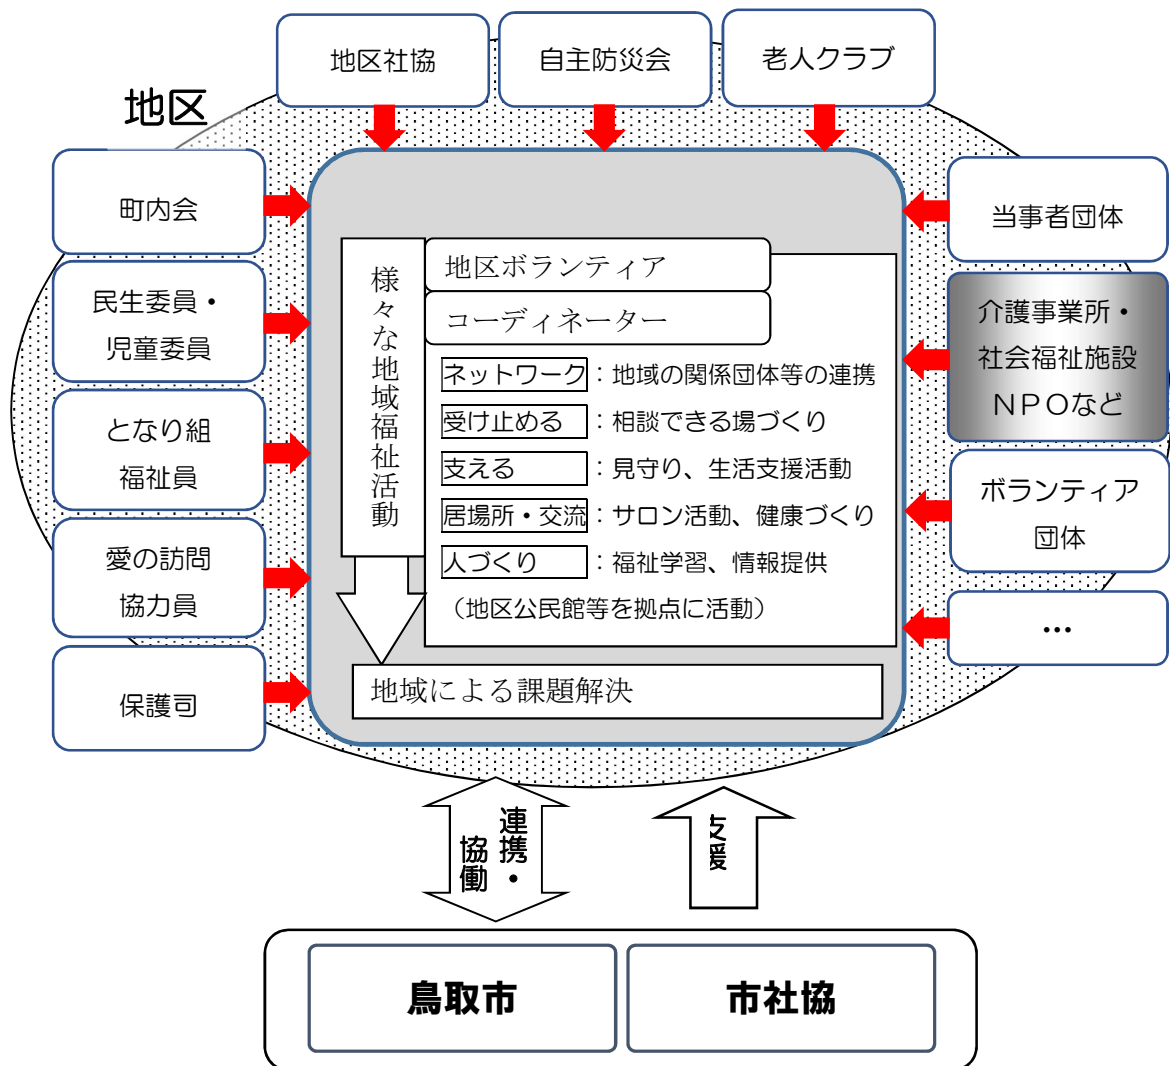 地区社協
自主防災会
老人クラブ
地区
町内会
民生委員・
児童委員
となり組
福祉員
愛の訪問
協力員
保護司
様々な地域福祉活動
地区ボランティア
コーディネーター
ネットワーク：地域の関係団体等の連携
受け止める：相談できる場づくり
支える：見守り、生活支援活動
居場所・交流：サロン活動、健康づくり
人づくり：福祉学習、情報提供
（地区公民館等を拠点に活動）
地域による課題解決
当事者団体
介護事業所・
社会福祉施設
ＮＰＯなど
ボランティア
団体
…
連携・
協働
支援
鳥取市
市社協